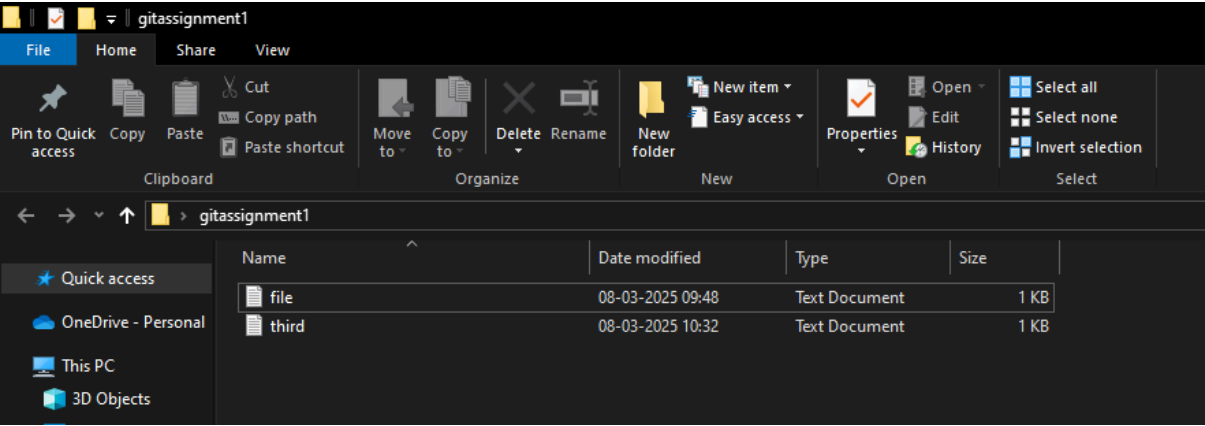 gitassignment1
File Home Share View
Pin to Quick access
Copy
Paste
Cut
Copy path
Paste shortcut
Clipboard
Move to
Copy to
Delete
Rename
Organize
New folder
New item
Easy access
New
Properties
Open
Edit
History
Open
Select all
Select none
Invert selection
Select
gitassignment1
Quick access
OneDrive - Personal
This PC
3D Objects
Name Date modified Type Size
file 08-03-2025 09:48 Text Document 1 KB
third 08-03-2025 10:32 Text Document 1 KB